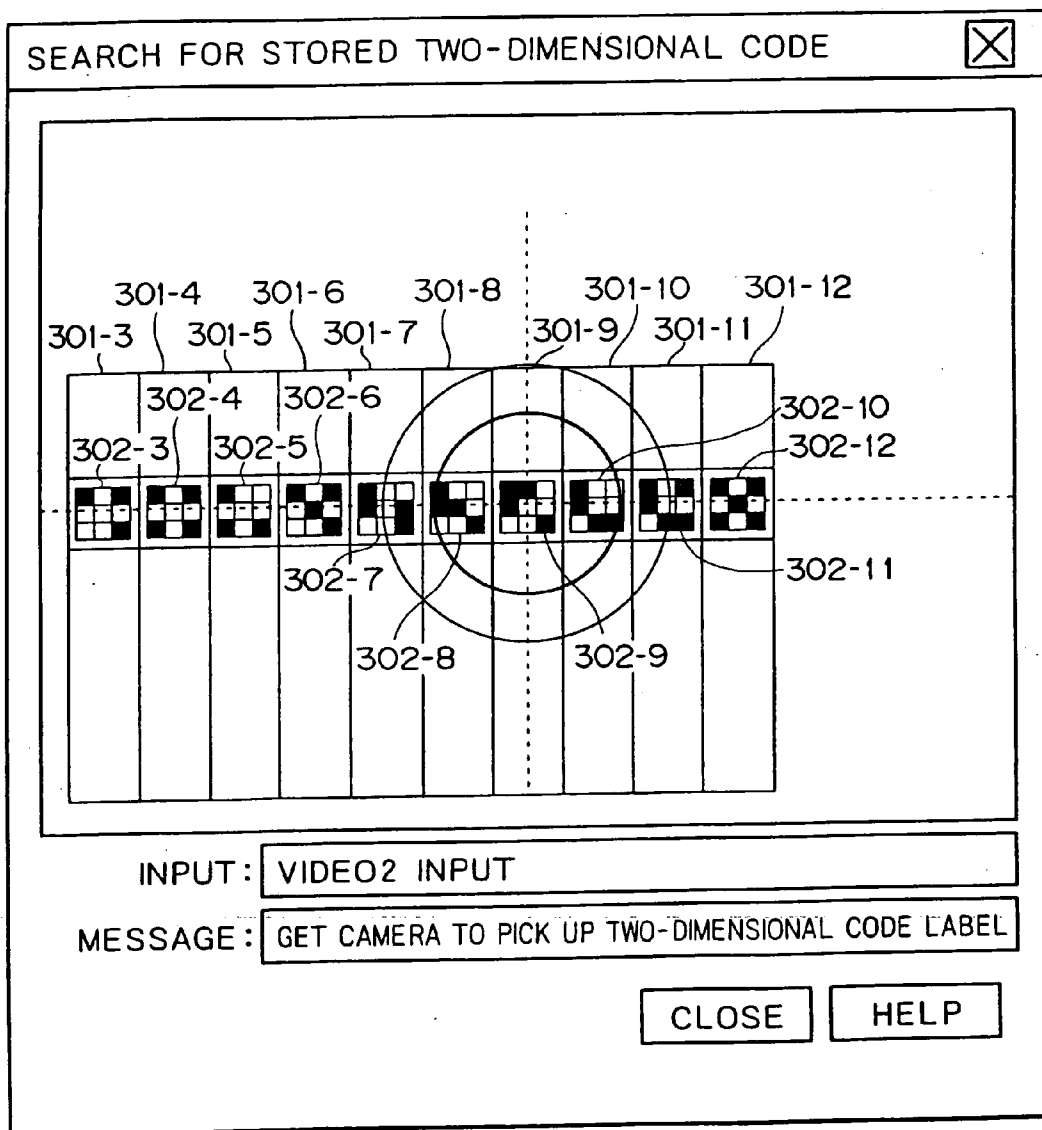 SEARCH FOR STORED TWO-DIMENSIONAL CODE
301-4 301-6 301-8 301-10 301-12
301-3 301-5 301-7 301-9 301-11
302-4 302-6 302-10
302-3 302-5 302-12
302-7 302-11
302-8 302-9
INPUT: VIDEO2 INPUT
MESSAGE: GET CAMERA TO PICK UP TWO-DIMENSIONAL CODE LABEL
CLOSE HELP